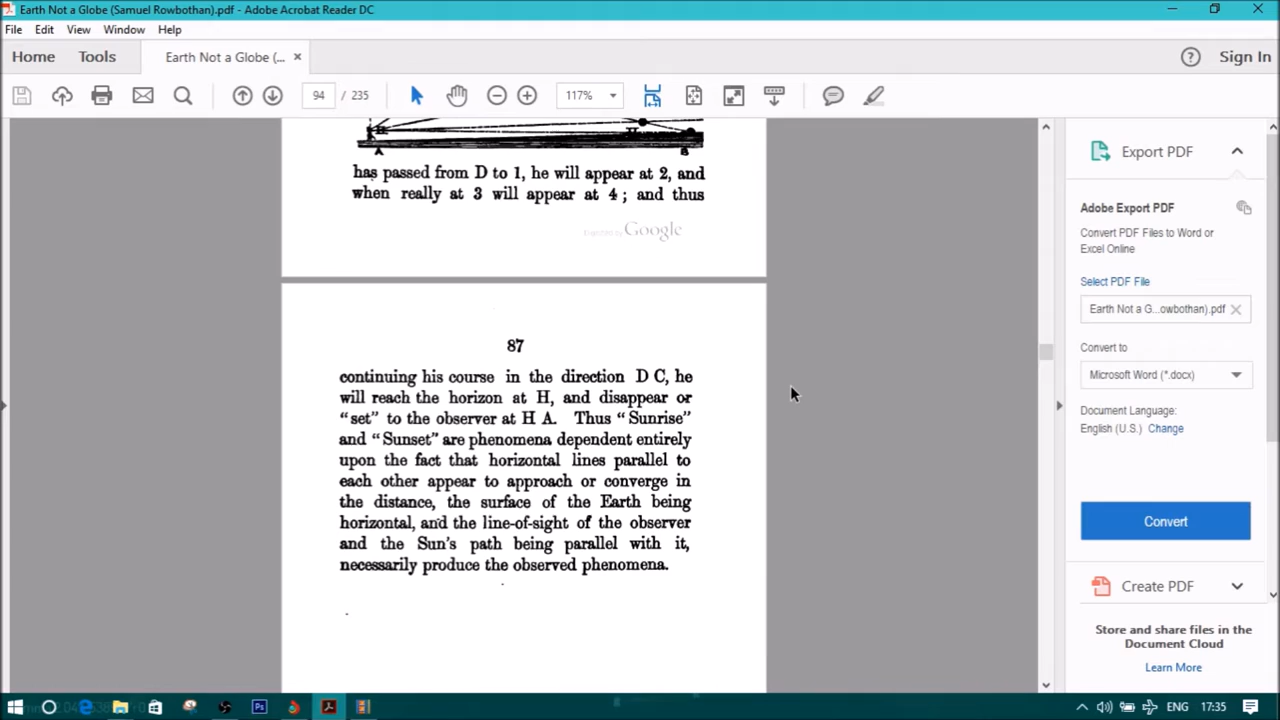 Earth Not a Globe (Samuel Rowbothan).pdf - Adobe Acrobat Reader DC
File Edit View Window Help
Home Tools Earth Not a Globe (... × Sign In
94 / 235 117%
A B
has passed from D to 1, he will appear at 2, and
when really at 3 will appear at 4 ; and thus
Google
87
continuing his course in the direction D C, he
will reach the horizon at H, and disappear or
“set” to the observer at H A. Thus “Sunrise”
and “Sunset” are phenomena dependent entirely
upon the fact that horizontal lines parallel to
each other appear to approach or converge in
the distance, the surface of the Earth being
horizontal, and the line-of-sight of the observer
and the Sun's path being parallel with it,
necessarily produce the observed phenomena.
Export PDF
Adobe Export PDF
Convert PDF Files to Word or
Excel Online
Select PDF File
Earth Not a G...owbothan).pdf
Convert to
Microsoft Word (*.docx)
Document Language:
English (U.S.) Change
Convert
Create PDF
Store and share files in the
Document Cloud
Learn More
ENG 17:35